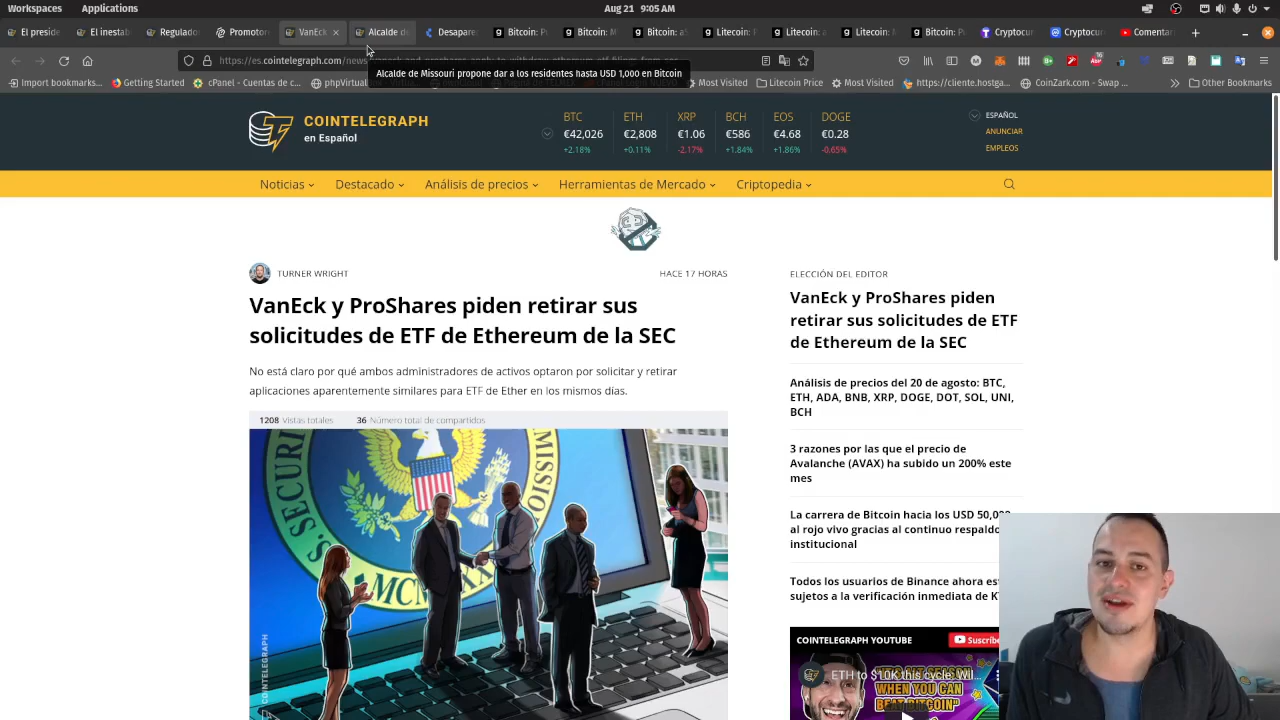 Workspaces Applications Aug 21 9:05 AM
El preside El inestab Regulador Promotor VanEck × Alcalde d Desapare Bitcoin: P Bitcoin: M Bitcoin: aS Litecoin: Litecoin: Litecoin: a Bitcoin: Cryptocur Cryptocur Comentar
https://es.cointelegraph.com/news
Alcalde de Missouri propone dar a los residentes hasta USD 1,000 en Bitcoin
Import bookmarks... Getting Started cPanel - Cuentas de c... phpVirtual Most Visited Litecoin Price Most Visited https://cliente.hostga... CoinZark.com - Swap ... Other Bookmarks
COINTELEGRAPH
en Español
BTC ETH XRP BCH EOS DOGE
€42,026 €2,808 €1.06 €586 €4.68 €0.28
+2.18% +0.11% -2.17% +1.84% +1.86% -0.65%
ESPAÑOL
ANUNCIAR
EMPLEOS
Noticias Destacado Análisis de precios Herramientas de Mercado Criptopedia
TURNER WRIGHT HACE 17 HORAS
VanEck y ProShares piden retirar sus
solicitudes de ETF de Ethereum de la SEC
No está claro por qué ambos administradores de activos optaron por solicitar y retirar
aplicaciones aparentemente similares para ETF de Ether en los mismos días.
1208 Vistas totales 36 Número total de compartidos
COINTELEGRAPH
ELECCIÓN DEL EDITOR
VanEck y ProShares piden
retirar sus solicitudes de ETF
de Ethereum de la SEC
Análisis de precios del 20 de agosto: BTC,
ETH, ADA, BNB, XRP, DOGE, DOT, SOL, UNI,
BCH
3 razones por las que el precio de
Avalanche (AVAX) ha subido un 200% este
mes
La carrera de Bitcoin hacia los USD 50,000
al rojo vivo gracias al continuo respaldo
institucional
Todos los usuarios de Binance ahora est
sujetos a la verificación inmediata de K
COINTELEGRAPH YOUTUBE Suscribe
ETH to $10K this cycle: Wil...
WHEN YOU CAN
BEAT BITCOIN"